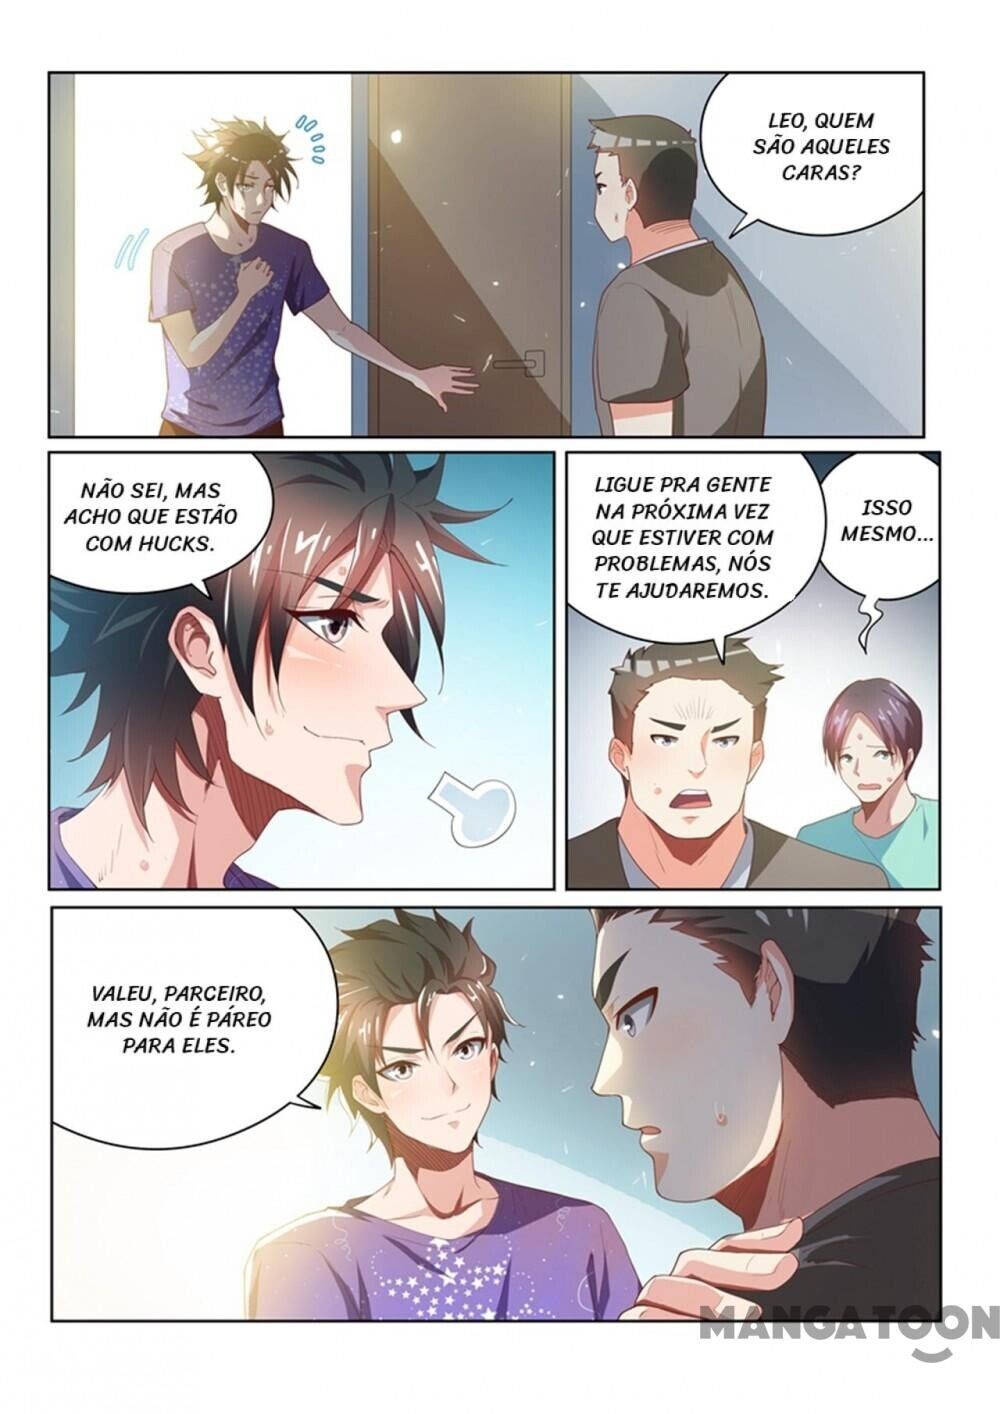 LEO, QUEM
SÃO AQUELES
CARAS?
NÃO SEI, MAS
ACHO QUE ESTÃO
COM HUCKS.
LIGUE PRA GENTE
NA PRÓXIMA VEZ
QUE ESTIVER COM
PROBLEMAS, NÓS
TE AJUDAREMOS.
ISSO
MESMO...
VALEU, PARCEIRO,
MAS NÃO É PÁREO
PARA ELES.
MANGATOON